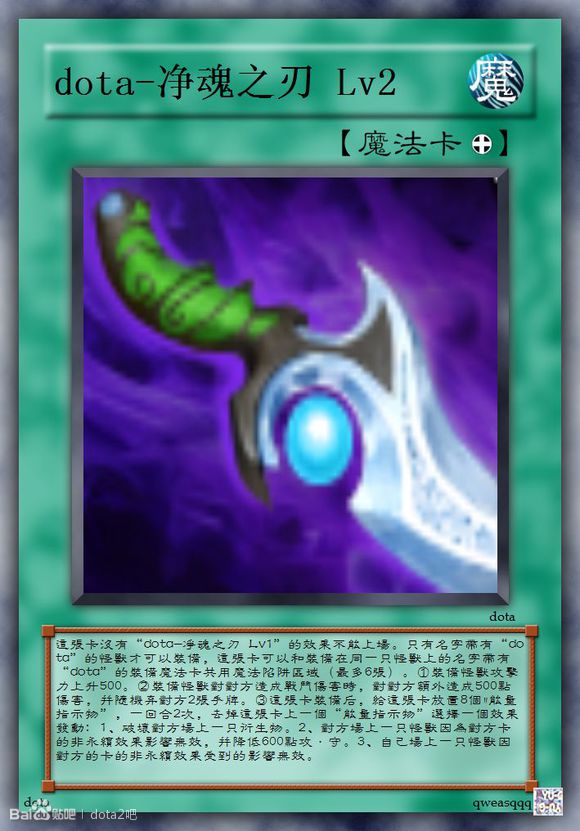 dota-净魂之刃 Lv2
魔
【魔法卡】
dota
這張卡沒有“dota-净魂之刃 Lv1”的效果不能上場。只有名字帶有“do
ta”的怪獸才可以裝備，這張卡可以和裝備在同一只怪獸上的名字帶有
“dota”的裝備魔法卡共用魔法陷阱區域（最多6張）。①裝備怪獸攻擊
力上升500。②裝備怪獸對對方造成戰鬥傷害時，對對方額外造成500點
傷害，并隨機弃對方2張手牌。③這張卡裝備后，給這張卡放置8個"能量
指示物”，一回合2次，去掉這張卡上一個“能量指示物”選擇一個效果
發動：1、破壞對方場上一只衍生物。2、對方場上一只怪獸因為對方卡
的非永續效果影響無效，并降低600點攻·守。3、自己場上一只怪獸因
對方的卡的非永續效果受到的影響無效。
dota
qweasqqq
Bai贴吧 | dota2吧